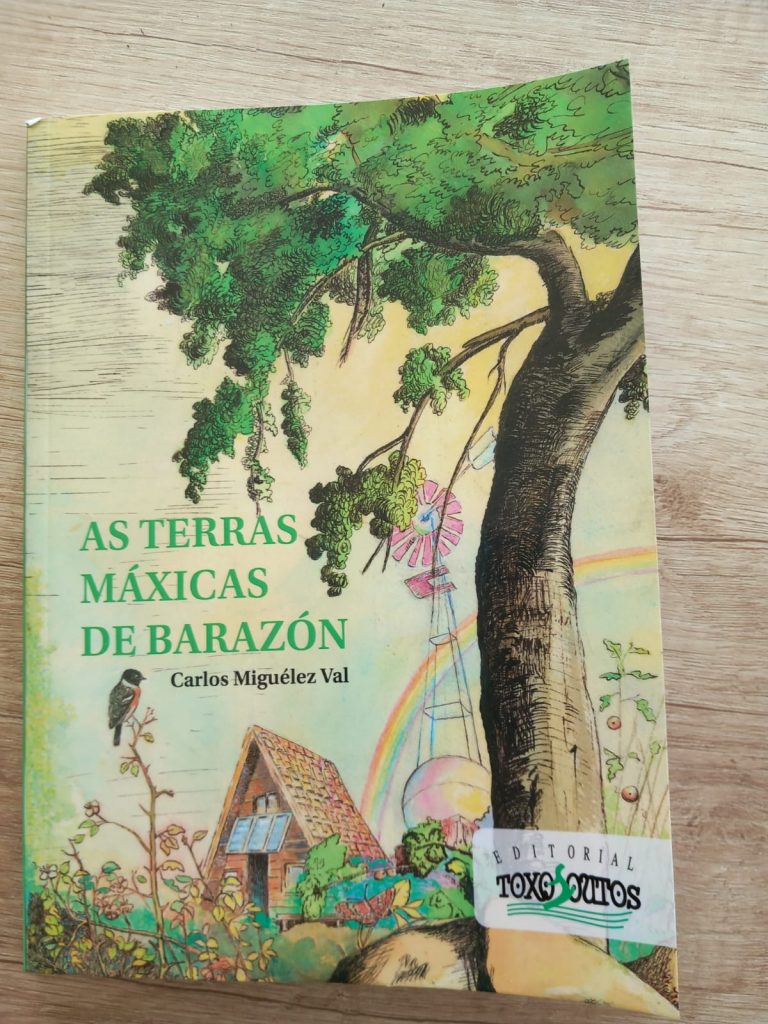 AS TERRAS
MÁXICAS
DE BARAZÓN
Carlos Miguélez Val
EDITORIAL
TOXOSOUTOS